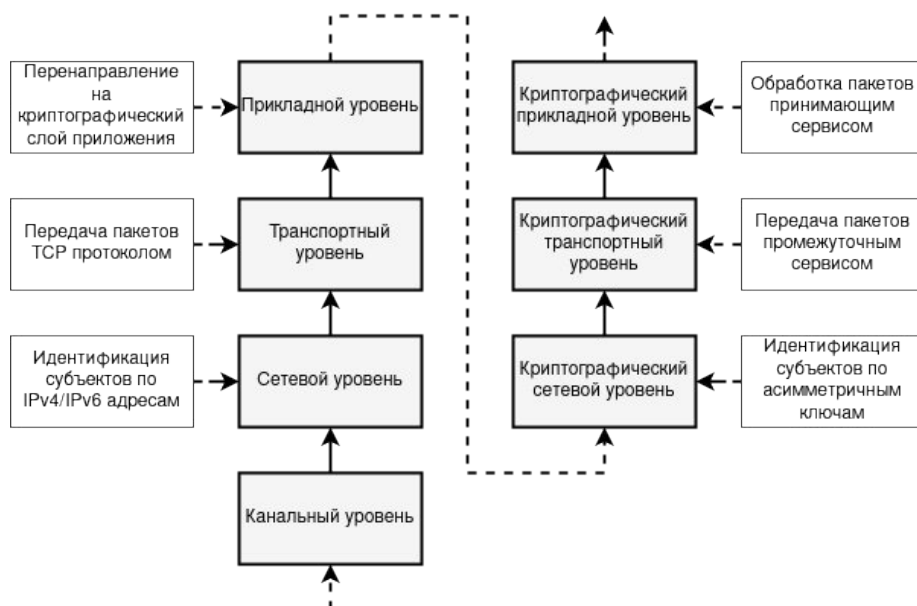 Перенаправление
на
криптографический
слой приложения
Прикладной уровень
Криптографический
прикладной уровень
Обработка пакетов
принимающим
сервисом
Передача пакетов
TCP протоколом
Транспортный
уровень
Криптографический
транспортный
уровень
Передача пакетов
промежуточным
сервисом
Идентификация
субъектов по
IPv4/IPv6 адресам
Сетевой уровень
Криптографический
сетевой уровень
Идентификация
субъектов по
асимметричным
ключам
Канальный уровень